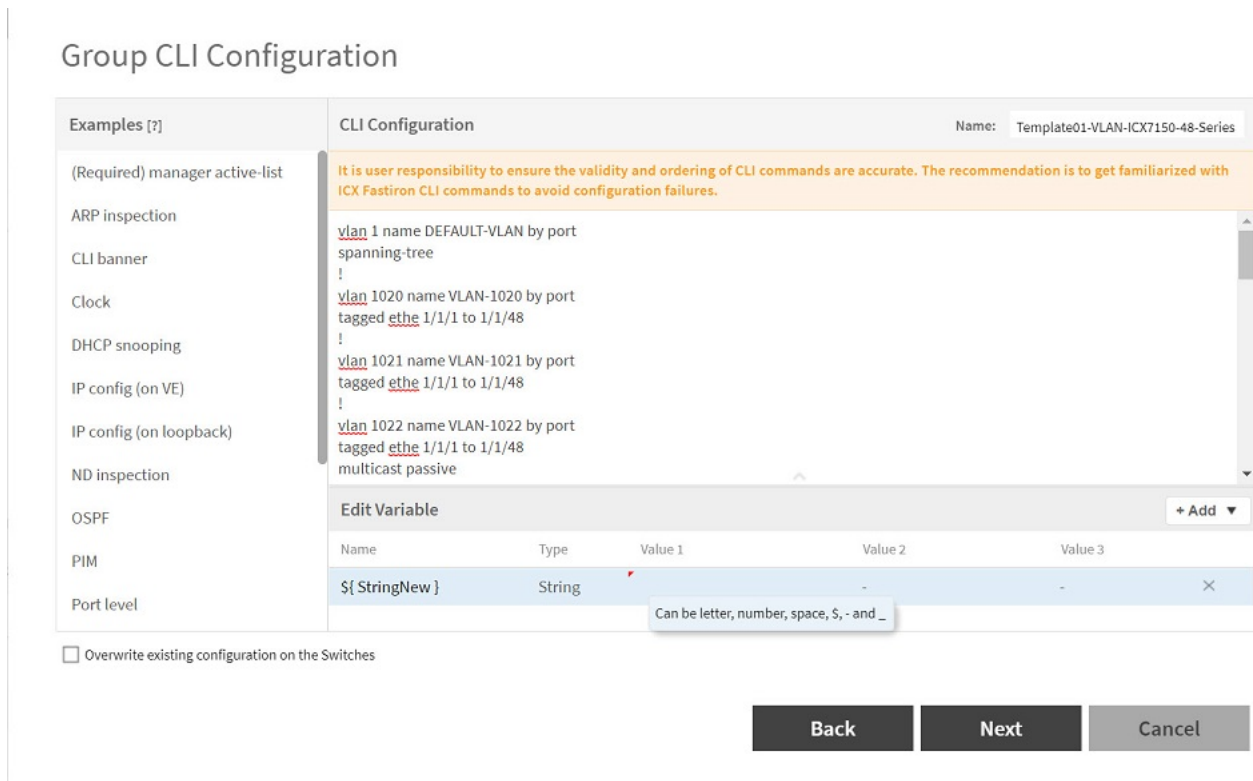 Group CLI Configuration
Examples [?]
CLI Configuration
Name: Template01-VLAN-ICX7150-48-Series
(Required) manager active-list
ARP inspection
CLI banner
Clock
DHCP snooping
IP config (on VE)
IP config (on loopback)
ND inspection
OSPF
PIM
Port level
It is user responsibility to ensure the validity and ordering of CLI commands are accurate. The recommendation is to get familiarized with
ICX Fastiron CLI commands to avoid configuration failures.
vlan 1 name DEFAULT-VLAN by port
spanning-tree
!
vlan 1020 name VLAN-1020 by port
tagged ethe 1/1/1 to 1/1/48
!
vlan 1021 name VLAN-1021 by port
tagged ethe 1/1/1 to 1/1/48
!
vlan 1022 name VLAN-1022 by port
tagged ethe 1/1/1 to 1/1/48
multicast passive
Edit Variable
+ Add ▼
Name Type Value 1 Value 2 Value 3
${ StringNew } String - - ×
Can be letter, number, space, $, - and _
Overwrite existing configuration on the Switches
Back Next Cancel